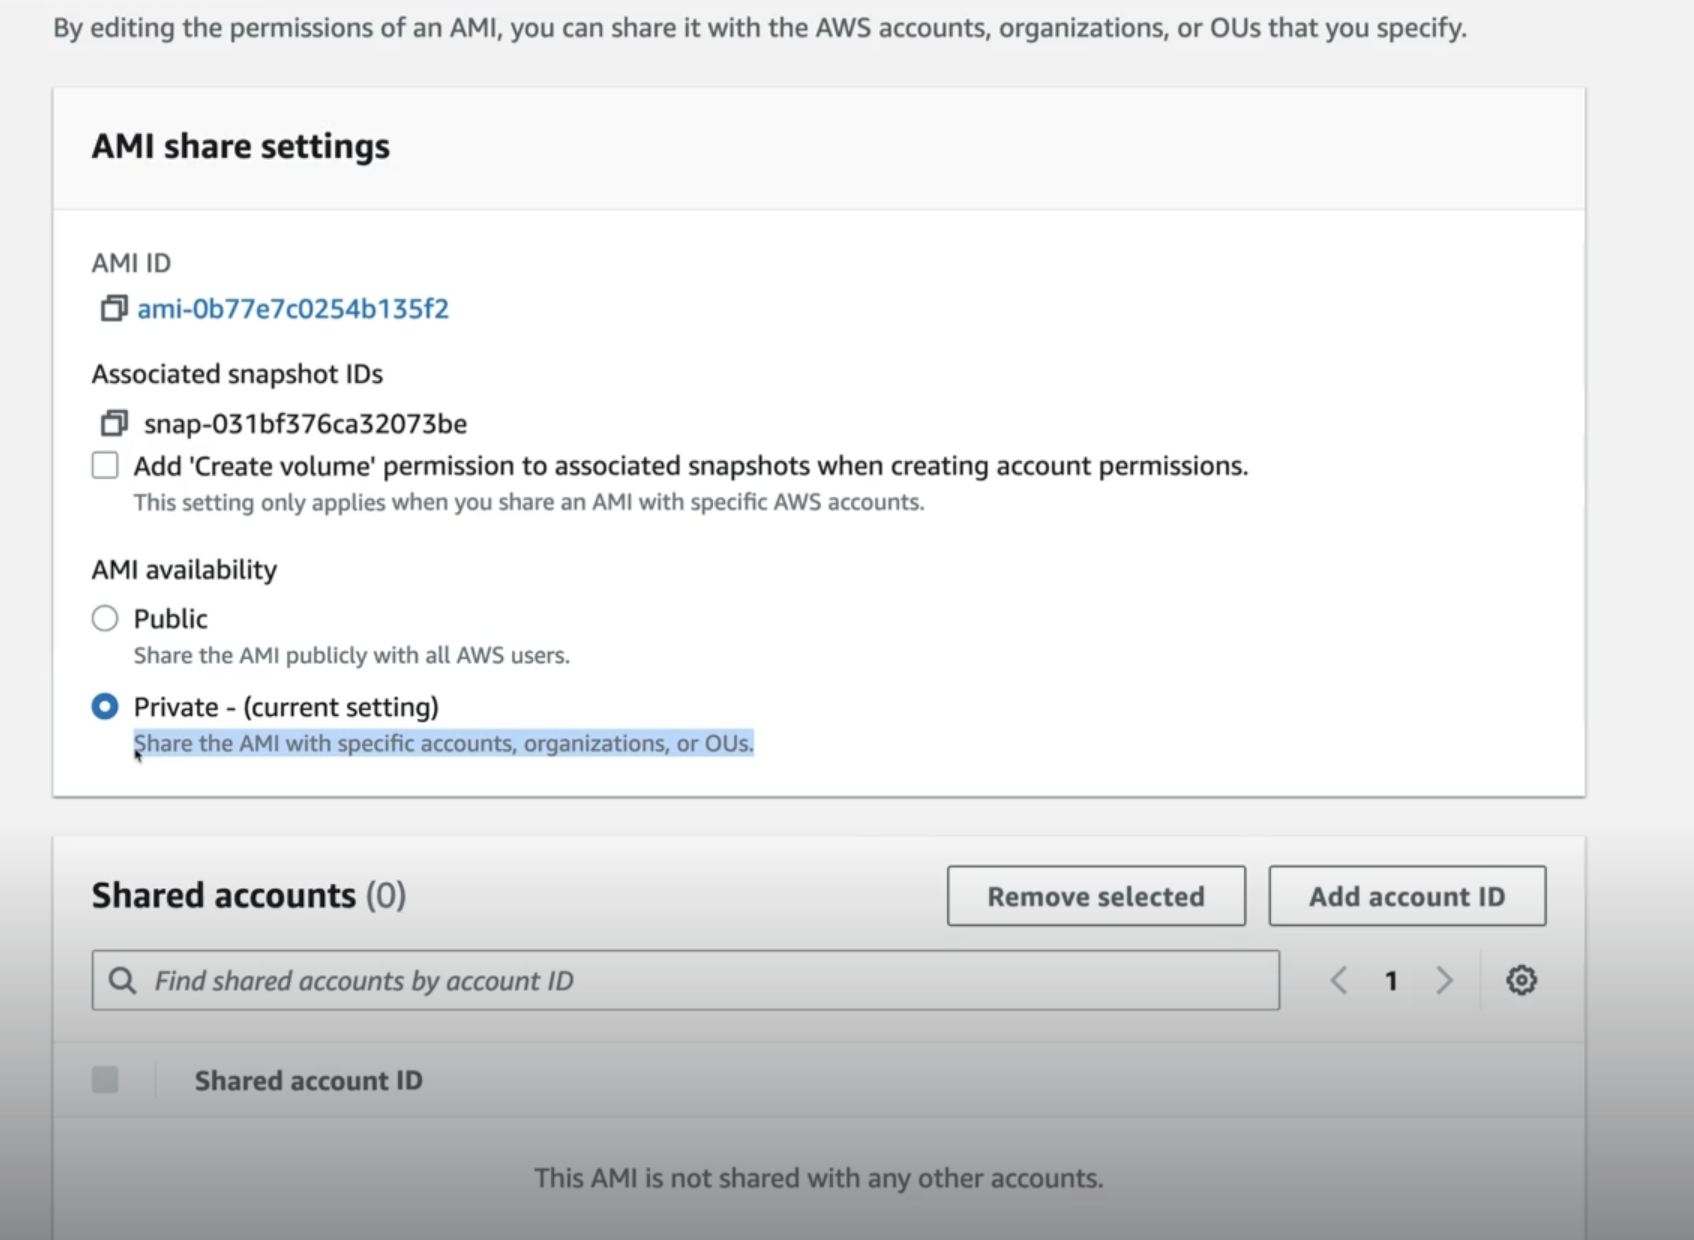 By editing the permissions of an AMI, you can share it with the AWS accounts, organizations, or OUs that you specify.
AMI share settings
AMI ID
ami-0b77e7c0254b135f2
Associated snapshot IDs
snap-031bf376ca32073be
Add 'Create volume' permission to associated snapshots when creating account permissions.
This setting only applies when you share an AMI with specific AWS accounts.
AMI availability
Public
Share the AMI publicly with all AWS users.
Private - (current setting)
Share the AMI with specific accounts, organizations, or OUs.
Shared accounts (0)
Remove selected
Add account ID
Find shared accounts by account ID
1
Shared account ID
This AMI is not shared with any other accounts.